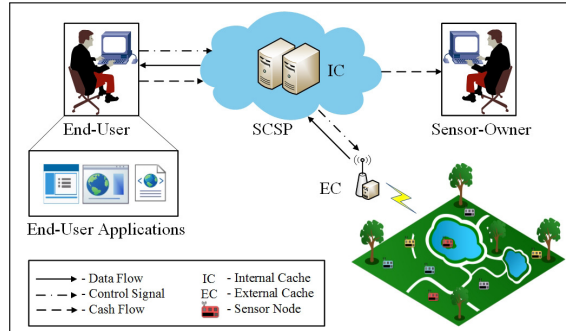 IC
End-User
SCSP
Sensor-Owner
EC
End-User Applications
- Data Flow
- Control Signal
- Cash Flow
IC - Internal Cache
EC - External Cache
- Sensor Node